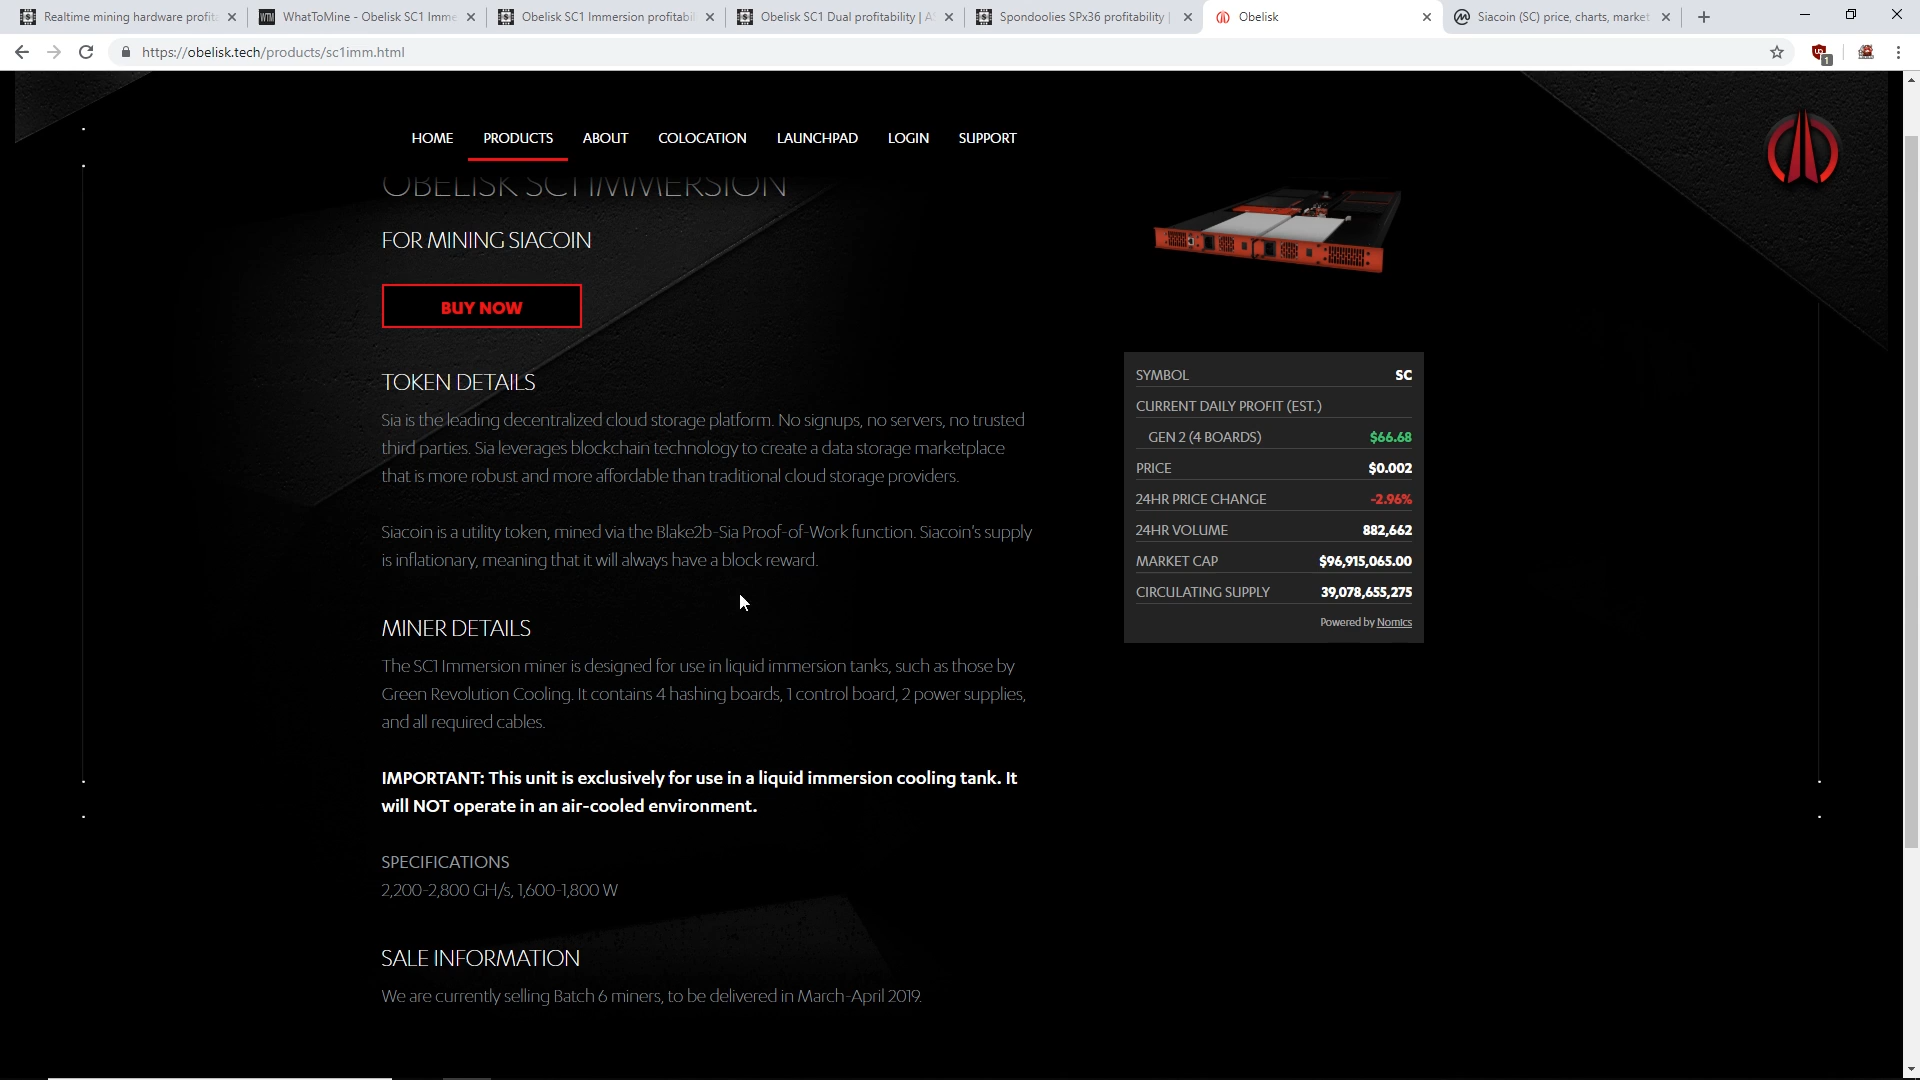 Realtime mining hardware profita
WhatToMine - Obelisk SC1 Imme
Obelisk SC1 Immersion profitabil
Obelisk SC1 Dual profitability | A
Spondoolies SPx36 profitability |
Obelisk
Siacoin (SC) price, charts, market
https://obelisk.tech/products/sc1imm.html
1
HOME PRODUCTS ABOUT COLOCATION LAUNCHPAD LOGIN SUPPORT
OBELISK SC1 IMMERSION
FOR MINING SIACOIN
BUY NOW
TOKEN DETAILS
Sia is the leading decentralized cloud storage platform. No signups, no servers, no trusted
third parties. Sia leverages blockchain technology to create a data storage marketplace
that is more robust and more affordable than traditional cloud storage providers.
Siacoin is a utility token, mined via the Blake2b-Sia Proof-of-Work function. Siacoin's supply
is inflationary, meaning that it will always have a block reward.
MINER DETAILS
The SC1 Immersion miner is designed for use in liquid immersion tanks, such as those by
Green Revolution Cooling. It contains 4 hashing boards, 1 control board, 2 power supplies,
and all required cables.
IMPORTANT: This unit is exclusively for use in a liquid immersion cooling tank. It
will NOT operate in an air-cooled environment.
SPECIFICATIONS
2,200-2,800 GH/s, 1,600-1,800 W
SALE INFORMATION
We are currently selling Batch 6 miners, to be delivered in March-April 2019.
SYMBOL SC
CURRENT DAILY PROFIT (EST.)
GEN 2 (4 BOARDS) $66.68
PRICE $0.002
24HR PRICE CHANGE -2.96%
24HR VOLUME 882,662
MARKET CAP $96,915,065.00
CIRCULATING SUPPLY 39,078,655,275
Powered by Nomics